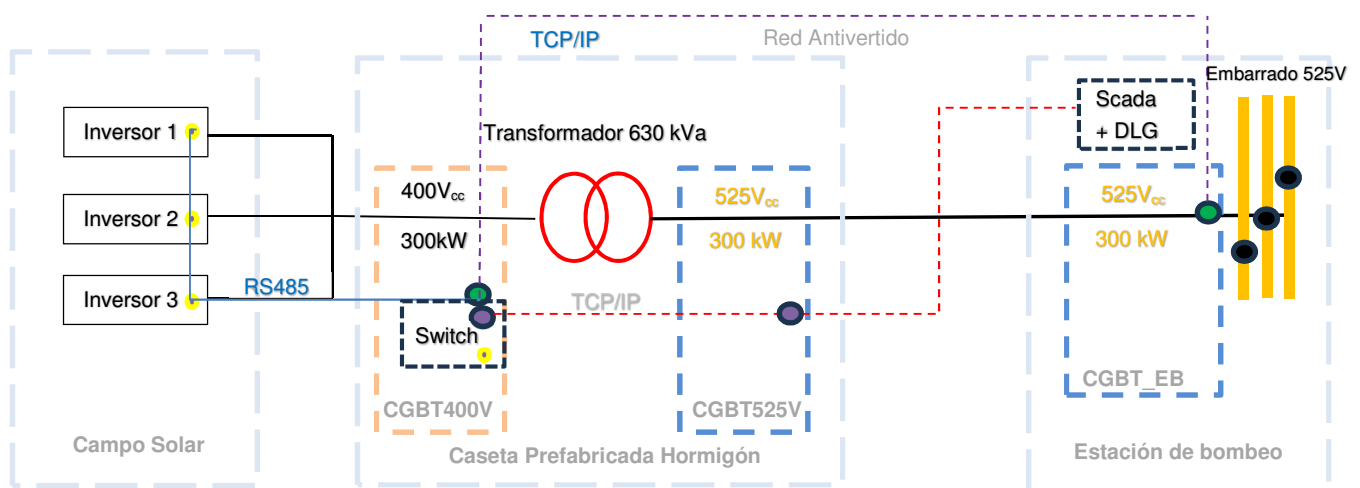 TCP/IP
Red Antivertido
Embarrado 525V
Inversor 1
Scada
+ DLG
Transformador 630 kVa
400Vcc
525Vcc
525Vcc
Inversor 2
300kW
300 kW
300 kW
Inversor 3
RS485
TCP/IP
Switch
CGBT_EB
CGBT400V
CGBT525V
Campo Solar
Caseta Prefabricada Hormigón
Estación de bombeo